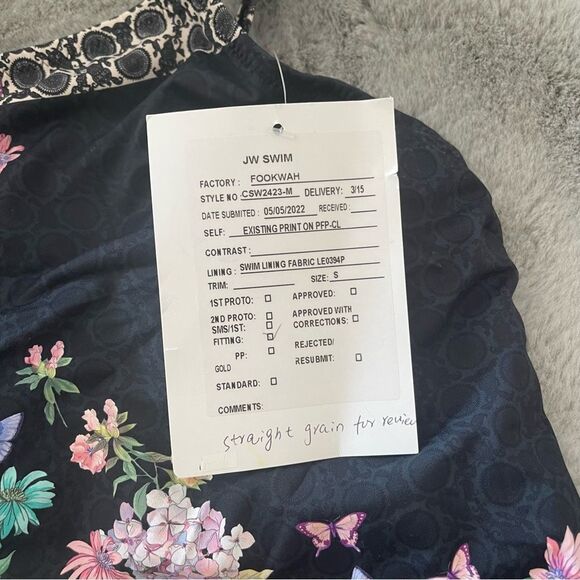 JW SWIM
FACTORY: FOOKWAH
STYLE NO CSW2423-M DELIVERY: 3/15
DATE SUBMITED: 05/05/2022 RECEIVED:
SELF: EXISTING PRINT ON PFP-CL
CONTRAST:
LINING: SWIM LINING FABRIC LE0394P
TRIM: SIZE: S
1ST PROTO: ☐ APPROVED: ☐
2ND PROTO: ☐ APPROVED WITH
SMS/1ST: ☐ CORRECTIONS: ☐
FITTING: ☑
PP: ☐ REJECTED/
GOLD RESUBMIT: ☐
STANDARD: ☐
COMMENTS:
straight grain for review